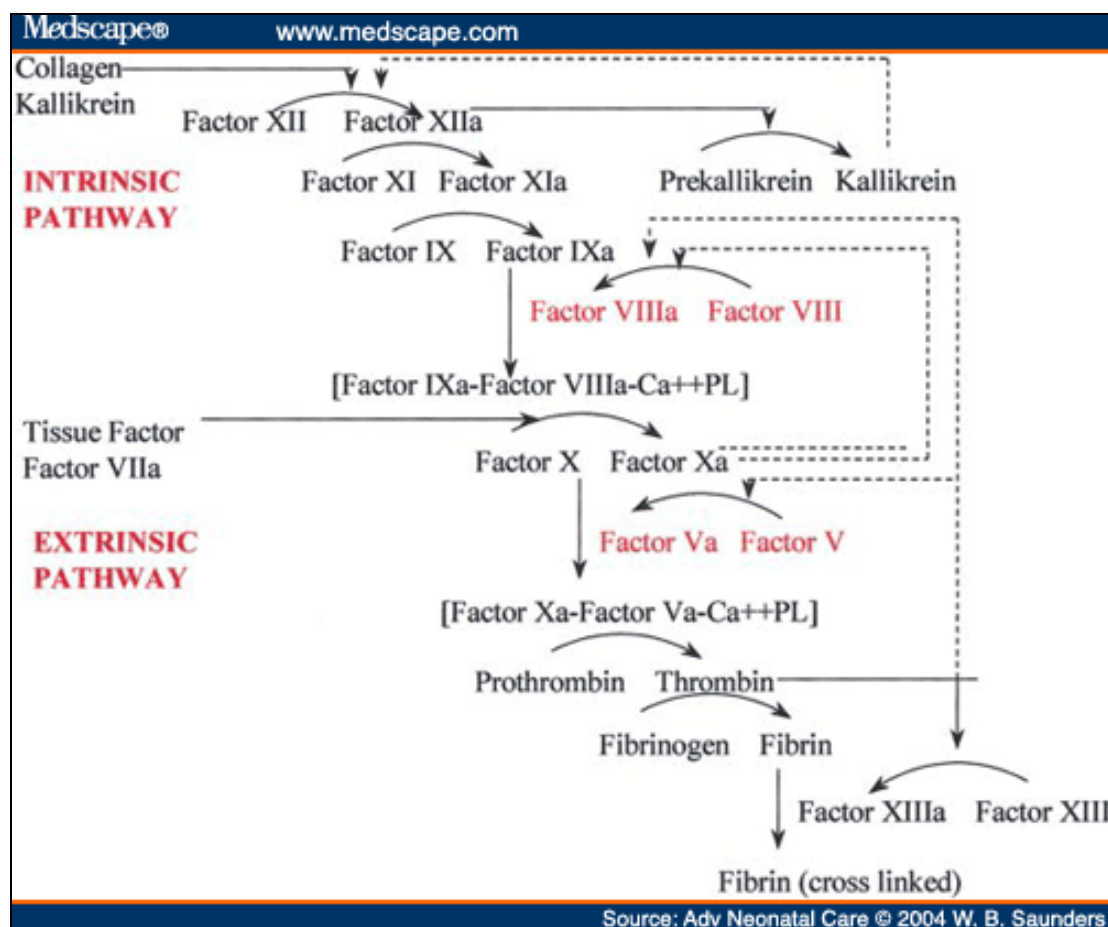 Medscape® www.medscape.com
Collagen
Kallikrein
Factor XII Factor XIIa
INTRINSIC
PATHWAY
Factor XI Factor XIa
Prekallikrein Kallikrein
Factor IX Factor IXa
Factor VIIIa Factor VIII
[Factor IXa-Factor VIIIa-Ca++PL]
Tissue Factor
Factor VIIa
Factor X Factor Xa
EXTRINSIC
PATHWAY
Factor Va Factor V
[Factor Xa-Factor Va-Ca++PL]
Prothrombin Thrombin
Fibrinogen Fibrin
Factor XIIIa Factor XIII
Fibrin (cross linked)
Source: Adv Neonatal Care © 2004 W. B. Saunders